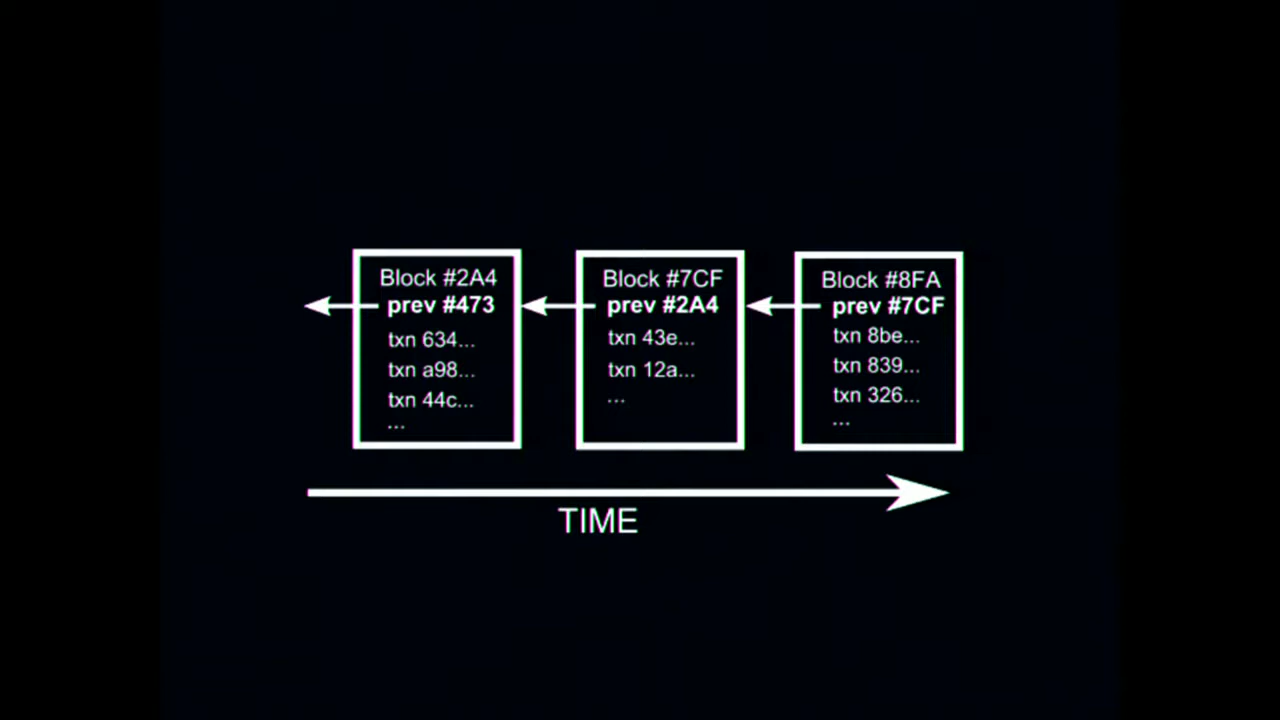 Block #2A4
prev #473
txn 634...
txn a98...
txn 44c...
...
Block #7CF
prev #2A4
txn 43e...
txn 12a...
...
Block #8FA
prev #7CF
txn 8be...
txn 839...
txn 326...
...
TIME